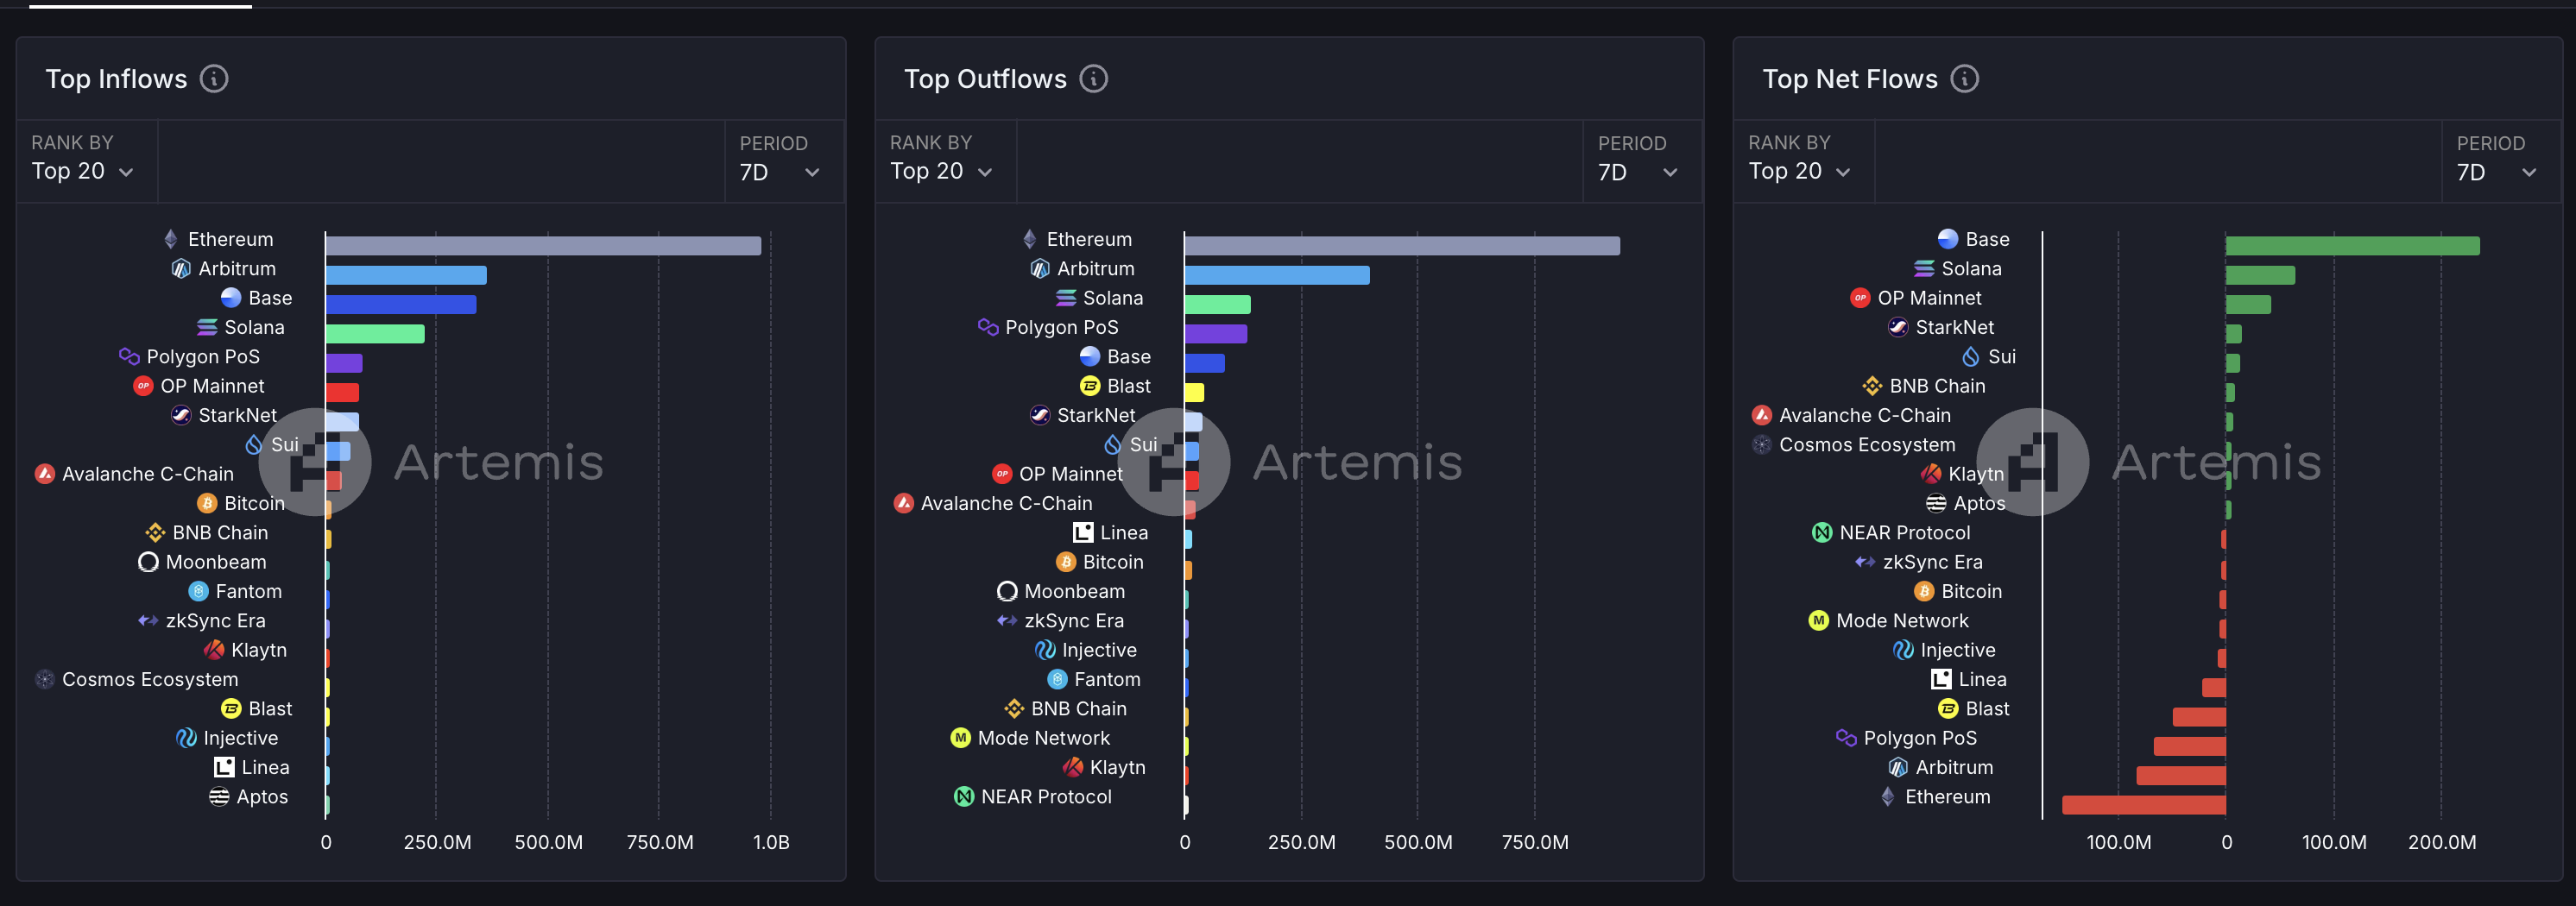 Top Inflows
RANK BY
Top 20
PERIOD
7D
Ethereum
Arbitrum
Base
Solana
Polygon PoS
OP Mainnet
StarkNet
Sui
Avalanche C-Chain
Bitcoin
BNB Chain
Moonbeam
Fantom
zkSync Era
Klaytn
Cosmos Ecosystem
Blast
Injective
Linea
Aptos
Artemis
0 250.0M 500.0M 750.0M 1.0B
Top Outflows
RANK BY
Top 20
PERIOD
7D
Ethereum
Arbitrum
Solana
Polygon PoS
Base
Blast
StarkNet
Sui
OP Mainnet
Avalanche C-Chain
Linea
Bitcoin
Moonbeam
zkSync Era
Injective
Fantom
BNB Chain
Mode Network
Klaytn
NEAR Protocol
Artemis
0 250.0M 500.0M 750.0M
Top Net Flows
RANK BY
Top 20
PERIOD
7D
Base
Solana
OP Mainnet
StarkNet
Sui
BNB Chain
Avalanche C-Chain
Cosmos Ecosystem
Klaytn
Aptos
NEAR Protocol
zkSync Era
Bitcoin
Mode Network
Injective
Linea
Blast
Polygon PoS
Arbitrum
Ethereum
Artemis
100.0M 0 100.0M 200.0M